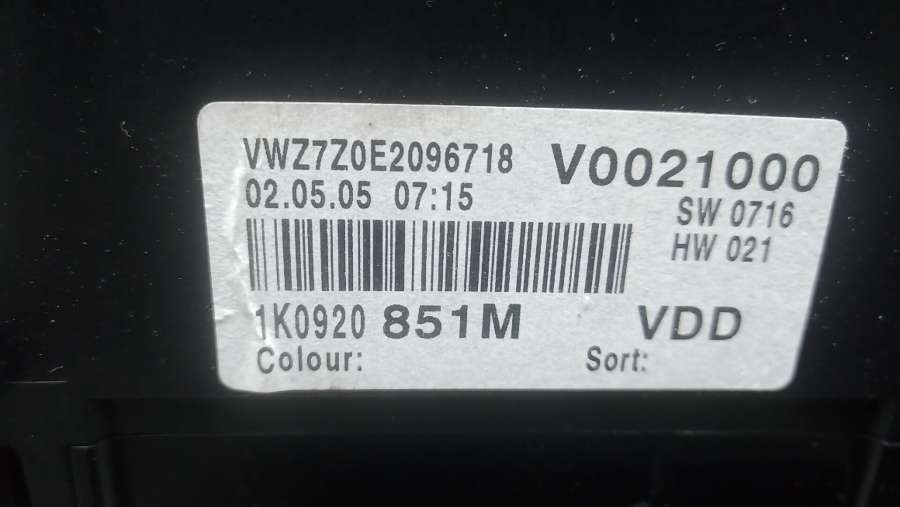 VWZ7Z0E2096718 V0021000
02.05.05 07:15 SW 0716
HW 021
1K0920 851M VDD
Colour: Sort: